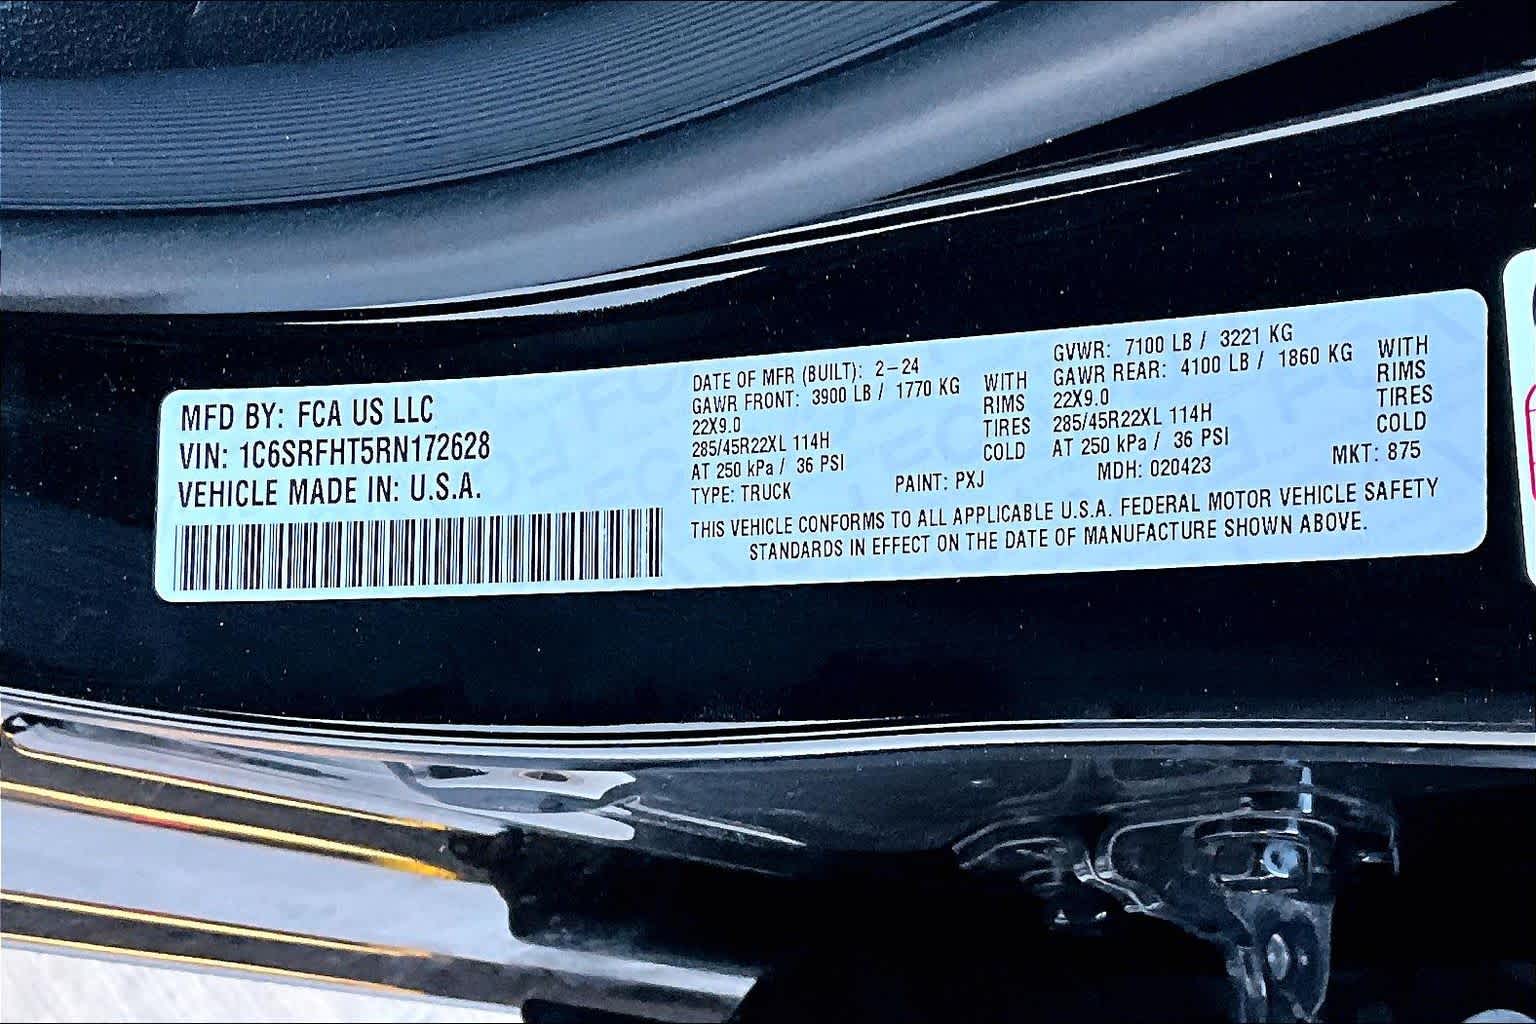 MFD BY: FCA US LLC
VIN: 1C6SRFHT5RN172628
VEHICLE MADE IN: U.S.A.
DATE OF MFR (BUILT): 2-24
GAWR FRONT: 3900 LB / 1770 KG WITH
22X9.0 RIMS
285/45R22XL 114H TIRES
AT 250 kPa / 36 PSI COLD
TYPE: TRUCK PAINT: PXJ
GVWR: 7100 LB / 3221 KG
GAWR REAR: 4100 LB / 1860 KG WITH
22X9.0 RIMS
285/45R22XL 114H TIRES
AT 250 kPa / 36 PSI COLD
MDH: 020423 MKT: 875
THIS VEHICLE CONFORMS TO ALL APPLICABLE U.S.A. FEDERAL MOTOR VEHICLE SAFETY
STANDARDS IN EFFECT ON THE DATE OF MANUFACTURE SHOWN ABOVE.